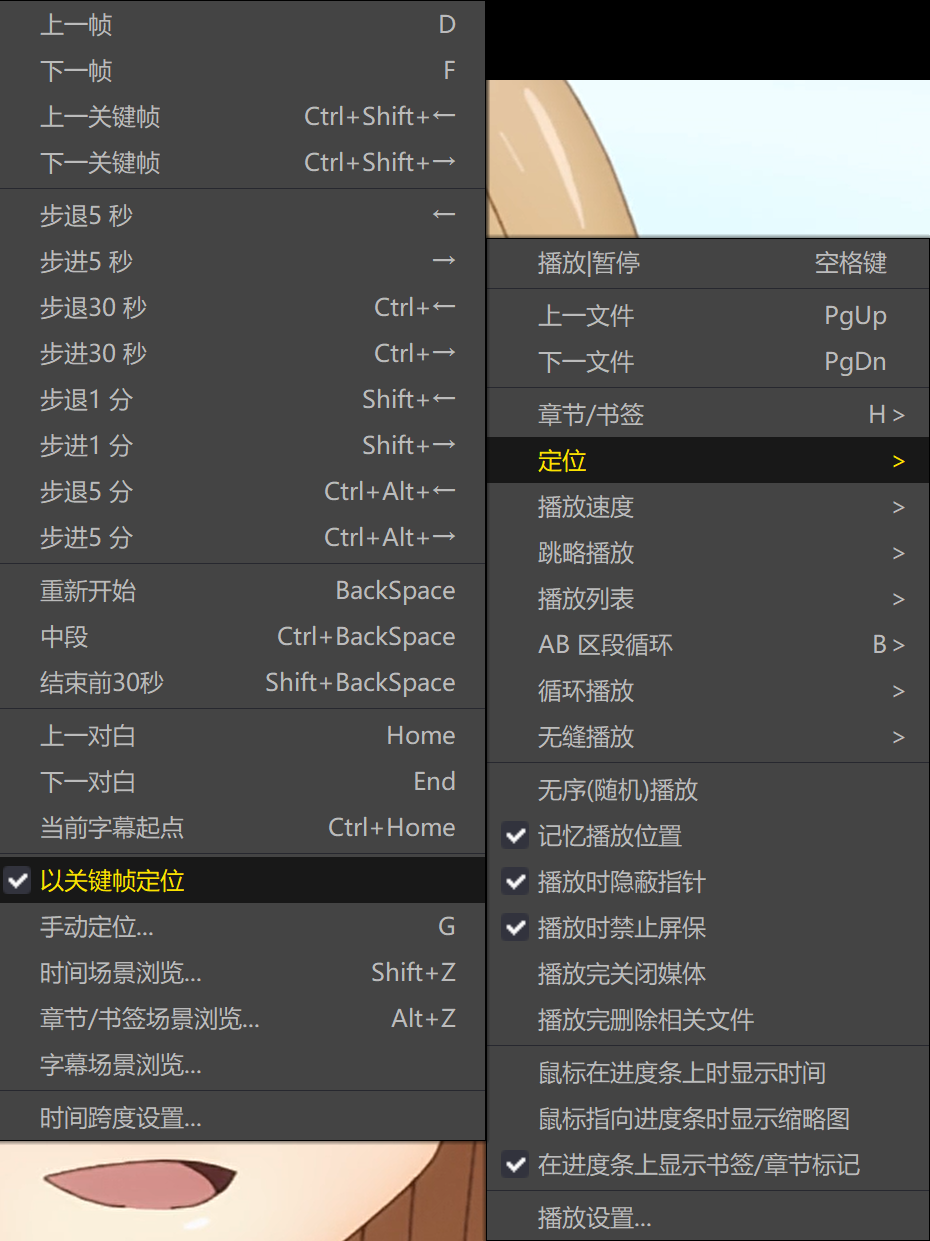 上一帧 D
下一帧 F
上一关键帧 Ctrl+Shift+←
下一关键帧 Ctrl+Shift+→
步退5 秒 ←
步进5 秒 →
步退30 秒 Ctrl+←
步进30 秒 Ctrl+→
步退1 分 Shift+←
步进1 分 Shift+→
步退5 分 Ctrl+Alt+←
步进5 分 Ctrl+Alt+→
重新开始 BackSpace
中段 Ctrl+BackSpace
结束前30秒 Shift+BackSpace
上一对白 Home
下一对白 End
当前字幕起点 Ctrl+Home
以关键帧定位
手动定位... G
时间场景浏览... Shift+Z
章节/书签场景浏览... Alt+Z
字幕场景浏览...
时间跨度设置...
播放|暂停 空格键
上一文件 PgUp
下一文件 PgDn
章节/书签 H >
定位 >
播放速度 >
跳略播放 >
播放列表 >
AB 区段循环 B >
循环播放 >
无缝播放 >
无序(随机)播放
记忆播放位置
播放时隐蔽指针
播放时禁止屏保
播放完关闭媒体
播放完删除相关文件
鼠标在进度条上时显示时间
鼠标指向进度条时显示缩略图
在进度条上显示书签/章节标记
播放设置...